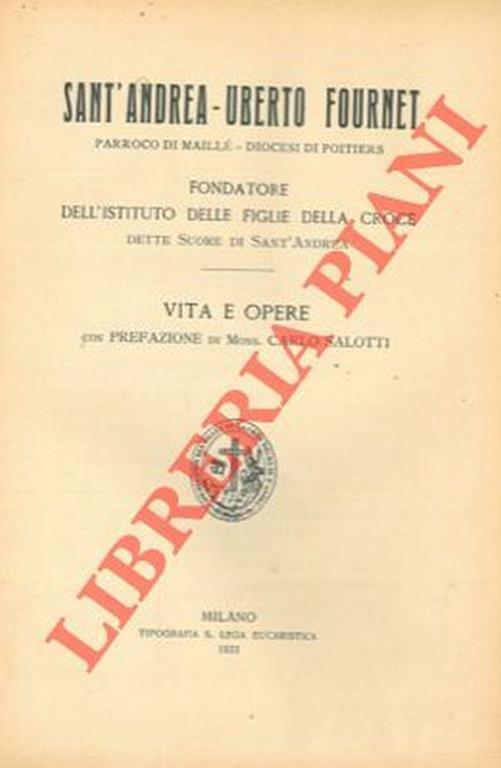 SANT'ANDREA - UBERTO FOURNET
PARROCO DI MAILLÉ - DIOCESI DI POITIERS
FONDATORE
DELL'ISTITUTO DELLE FIGLIE DELLA CROCE
DETTE SUORE DI SANT'ANDREA
VITA E OPERE
CON PREFAZIONE DI MONS. CARLO SALOTTI
MILANO
TIPOGRAFIA S. LEGA EUCARISTICA
LIBRERIA PIANI